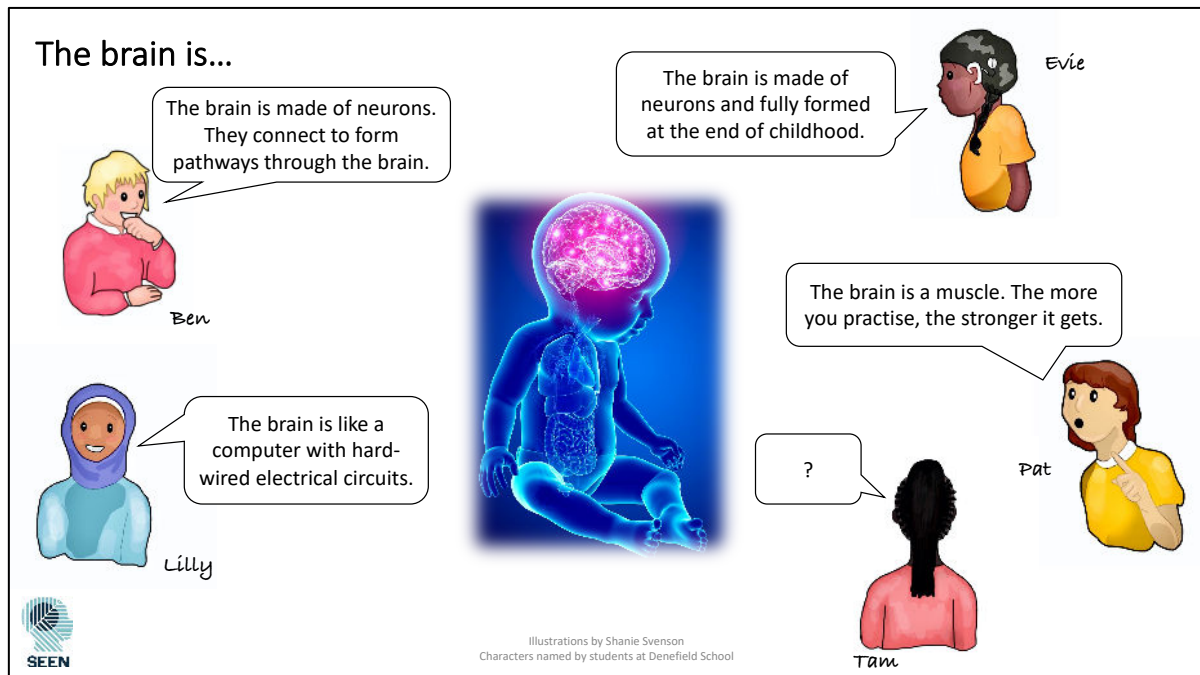 The brain is…
The brain is made of neurons.
They connect to form
pathways through the brain.
Ben
The brain is made of
neurons and fully formed
at the end of childhood.
Evie
The brain is like a
computer with hard-
wired electrical circuits.
Lilly
The brain is a muscle. The more
you practise, the stronger it gets.
Pat
?
Tam
SEEN
Illustrations by Shanie Svenson
Characters named by students at Denefield School